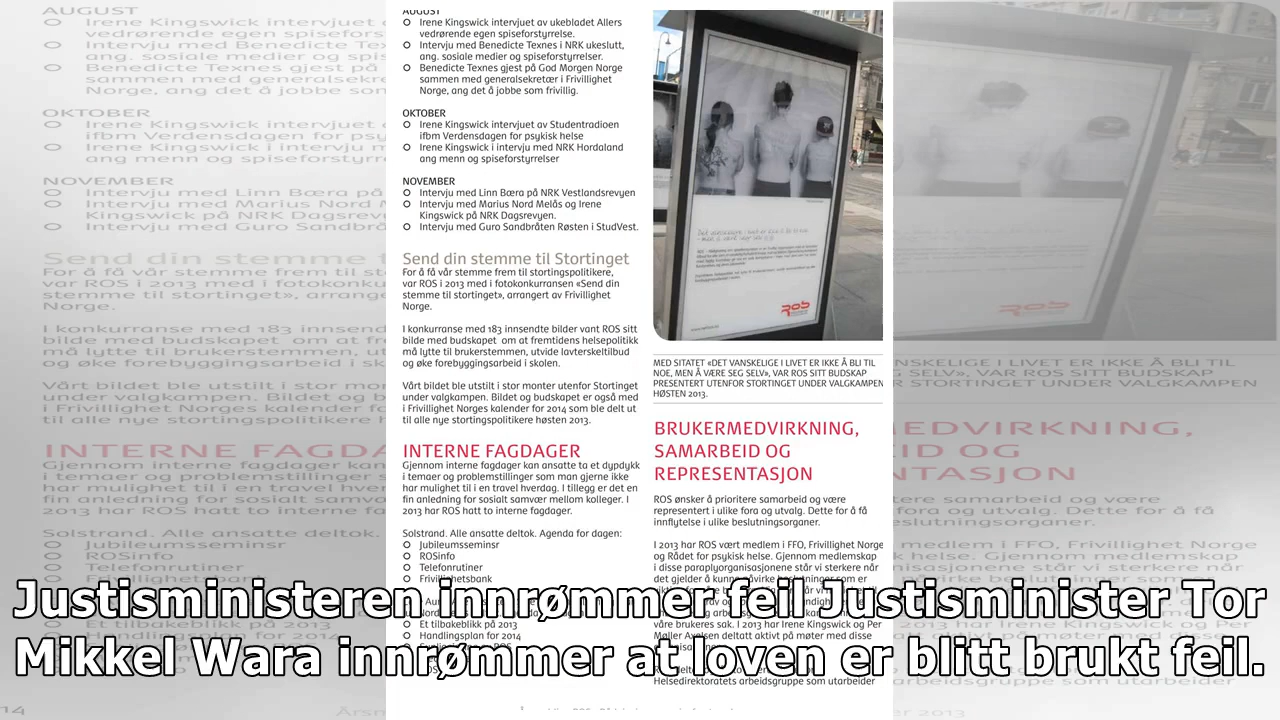 AUGUST
Irene Kingswick intervjuet av ukebladet Allers
vedrørende egen spiseforstyrrelse.
Intervju med Benedicte Texnes i NRK ukeslutt,
ang. sosiale medier og spiseforstyrrelser.
Benedicte Texnes gjest på God Morgen Norge
sammen med generalsekretær i Frivillighet
Norge, ang det å jobbe som frivillig.
OKTOBER
Irene Kingswick intervjuet av Studentradioen
ifbm Verdensdagen for psykisk helse
Irene Kingswick i intervju med NRK Hordaland
ang menn og spiseforstyrrelser
NOVEMBER
Intervju med Linn Bæra på NRK Vestlandsrevyen
Intervju med Marius Nord Melås og Irene
Kingswick på NRK Dagsrevyen.
Intervju med Guro Sandbråten Røsten i StudVest.
Send din stemme til Stortinget
For å få vår stemme frem til stortingspolitikere,
var ROS i 2013 med i fotokonkurransen «Send din
stemme til stortinget», arrangert av Frivillighet
Norge.
I konkurranse med 183 innsendte bilder vant ROS sitt
bilde med budskapet om at fremtidens helsepolitikk
må lytte til brukerstemmen, utvide lavterskeltilbud
og øke forebyggingsarbeid i skolen.
Vårt bildet ble utstilt i stor monter utenfor Stortinget
under valgkampen. Bildet og budskapet er også med
i Frivillighet Norges kalender for 2014 som ble delt ut
til alle nye stortingspolitikere høsten 2013.
INTERNE FAGDAGER
Gjennom interne fagdager kan ansatte ta et dypdykk
i temaer og problemstillinger som man gjerne ikke
har mulighet til i en travel hverdag. I tillegg er det en
fin anledning for sosialt samvær mellom kolleger. I
2013 har ROS hatt to interne fagdager.
Solstrand. Alle ansatte deltok. Agenda for dagen:
Jubileumsseminsr
ROSinfo
Telefonrutiner
Frivillighetsbank
Et tilbakeblikk på 2013
Handlingsplan for 2014
ROS
MED SITATET «DET VANSKELIGE I LIVET ER IKKE Å BLI TIL
NOE, MEN Å VÆRE SEG SELV», VAR ROS SITT BUDSKAP
PRESENTERT UTENFOR STORTINGET UNDER VALGKAMPEN
HØSTEN 2013.
BRUKERMEDVIRKNING,
SAMARBEID OG
REPRESENTASJON
ROS ønsker å prioritere samarbeid og være
representert i ulike fora og utvalg. Dette for å få
innflytelse i ulike beslutningsorganer.
I 2013 har ROS vært medlem i FFO, Frivillighet Norge
og Rådet for psykisk helse. Gjennom medlemskap
i disse paraplyorganisasjonene står vi sterkere når
det gjelder å kunne påvirke beslutninger som er
våre brukeres sak. I 2013 har Irene Kingswick og Per
Møller Axelsen deltatt aktivt på møter med disse
Helsedirektoratets arbeidsgruppe som utarbeider
Justisministeren innrømmer feil Justisminister Tor
Mikkel Wara innrømmer at loven er blitt brukt feil.